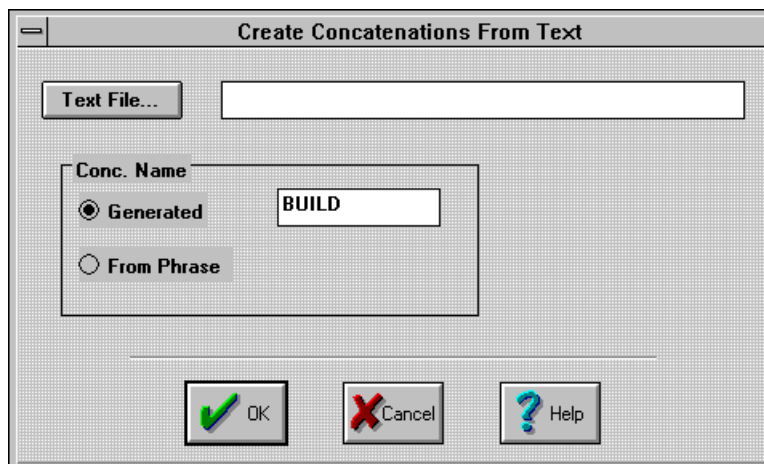 Create Concatenations From Text
Text File...
Conc. Name
Generated
BUILD
From Phrase
OK
Cancel
Help